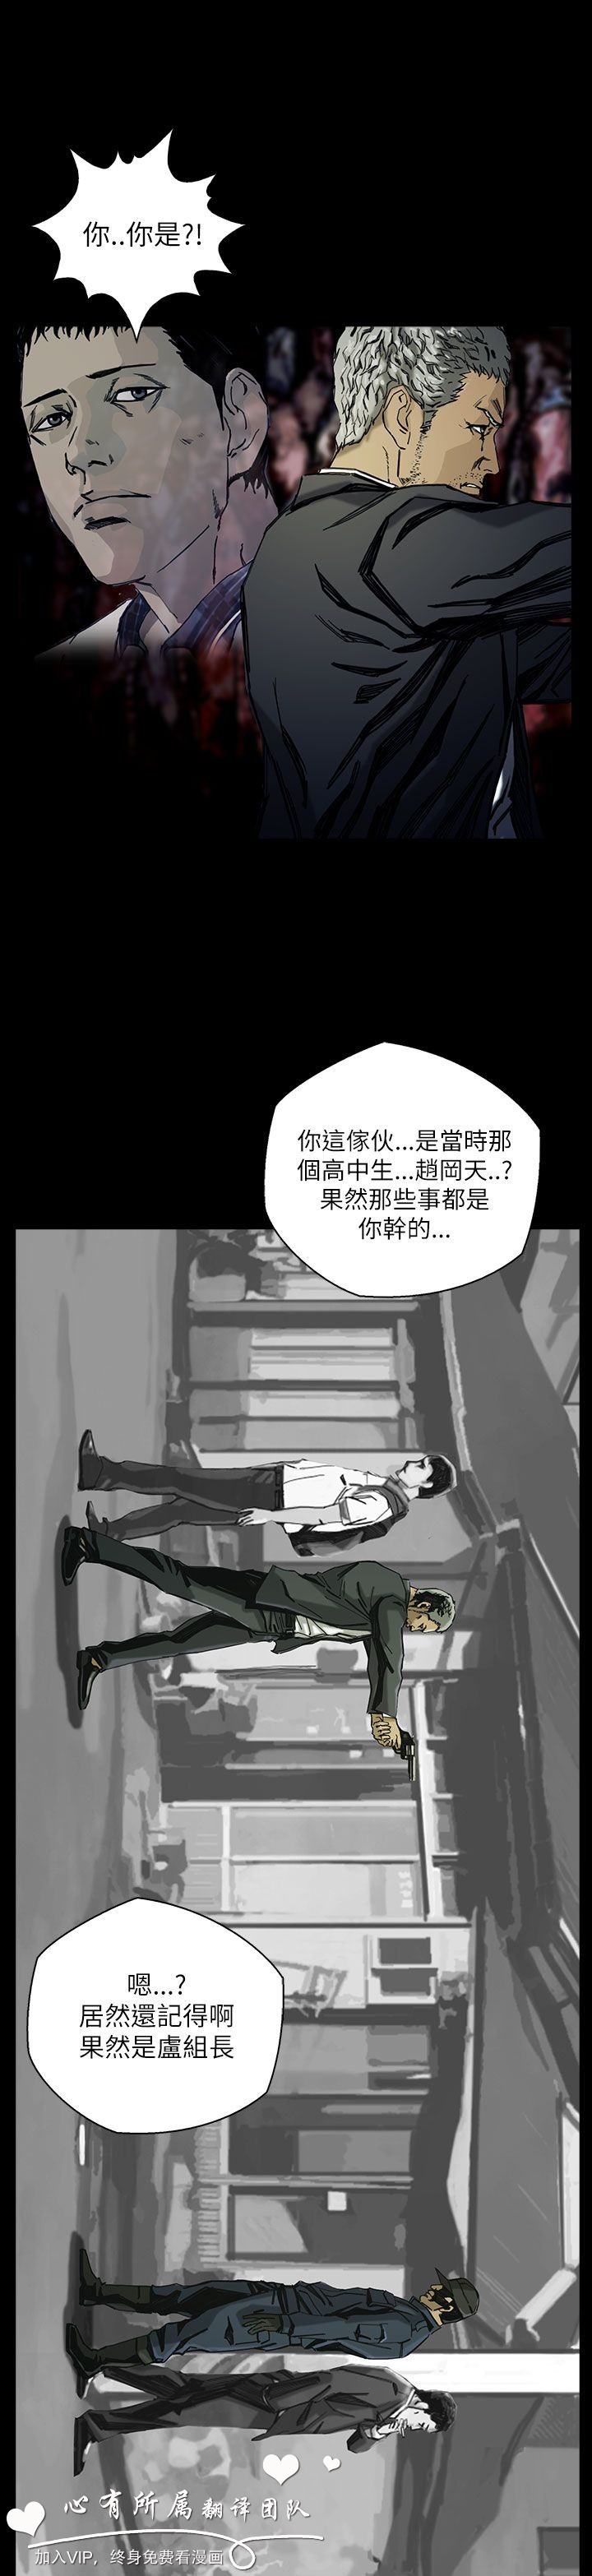 你..你是?!
你這傢伙...是當時那
個高中生...趙岡天..?
果然那些事都是
你幹的...
嗯...?
居然還記得啊
果然是盧組長
心有所属翻译团队
加入VIP，终身免费看漫画